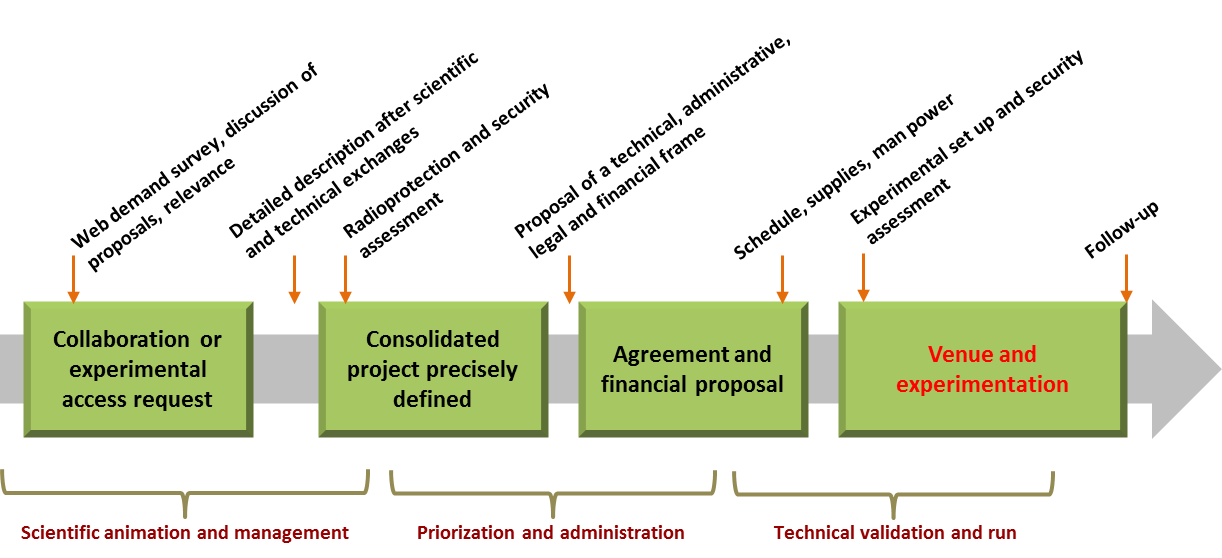 Web demand survey, discussion of
proposals, relevance
Detailed description after scientific
and technical exchanges
Radioprotection and security
assessment
Proposal of a technical, administrative,
legal and financial frame
Schedule, supplies, man power
Experimental set up and security
assessment
Follow-up
Collaboration or
experimental
access request
Consolidated
project precisely
defined
Agreement and
financial proposal
Venue and
experimentation
Scientific animation and management
Priorization and administration
Technical validation and run